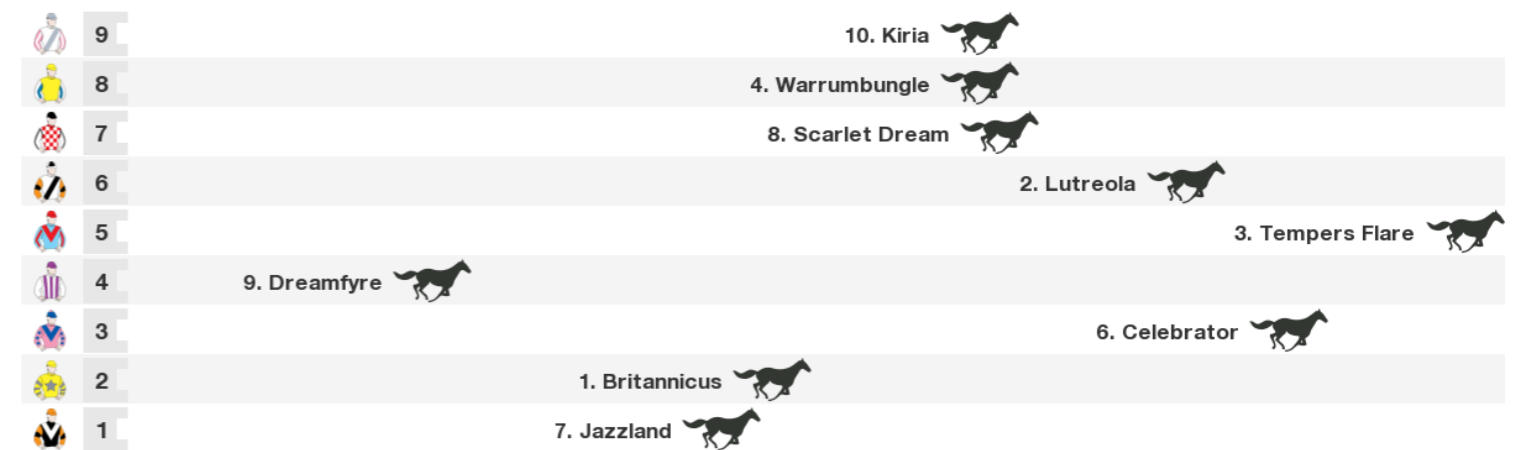 9 10. Kiria
8 4. Warrumbungle
7 8. Scarlet Dream
6 2. Lutreola
5 3. Tempers Flare
4 9. Dreamfyre
3 6. Celebrator
2 1. Britannicus
1 7. Jazzland